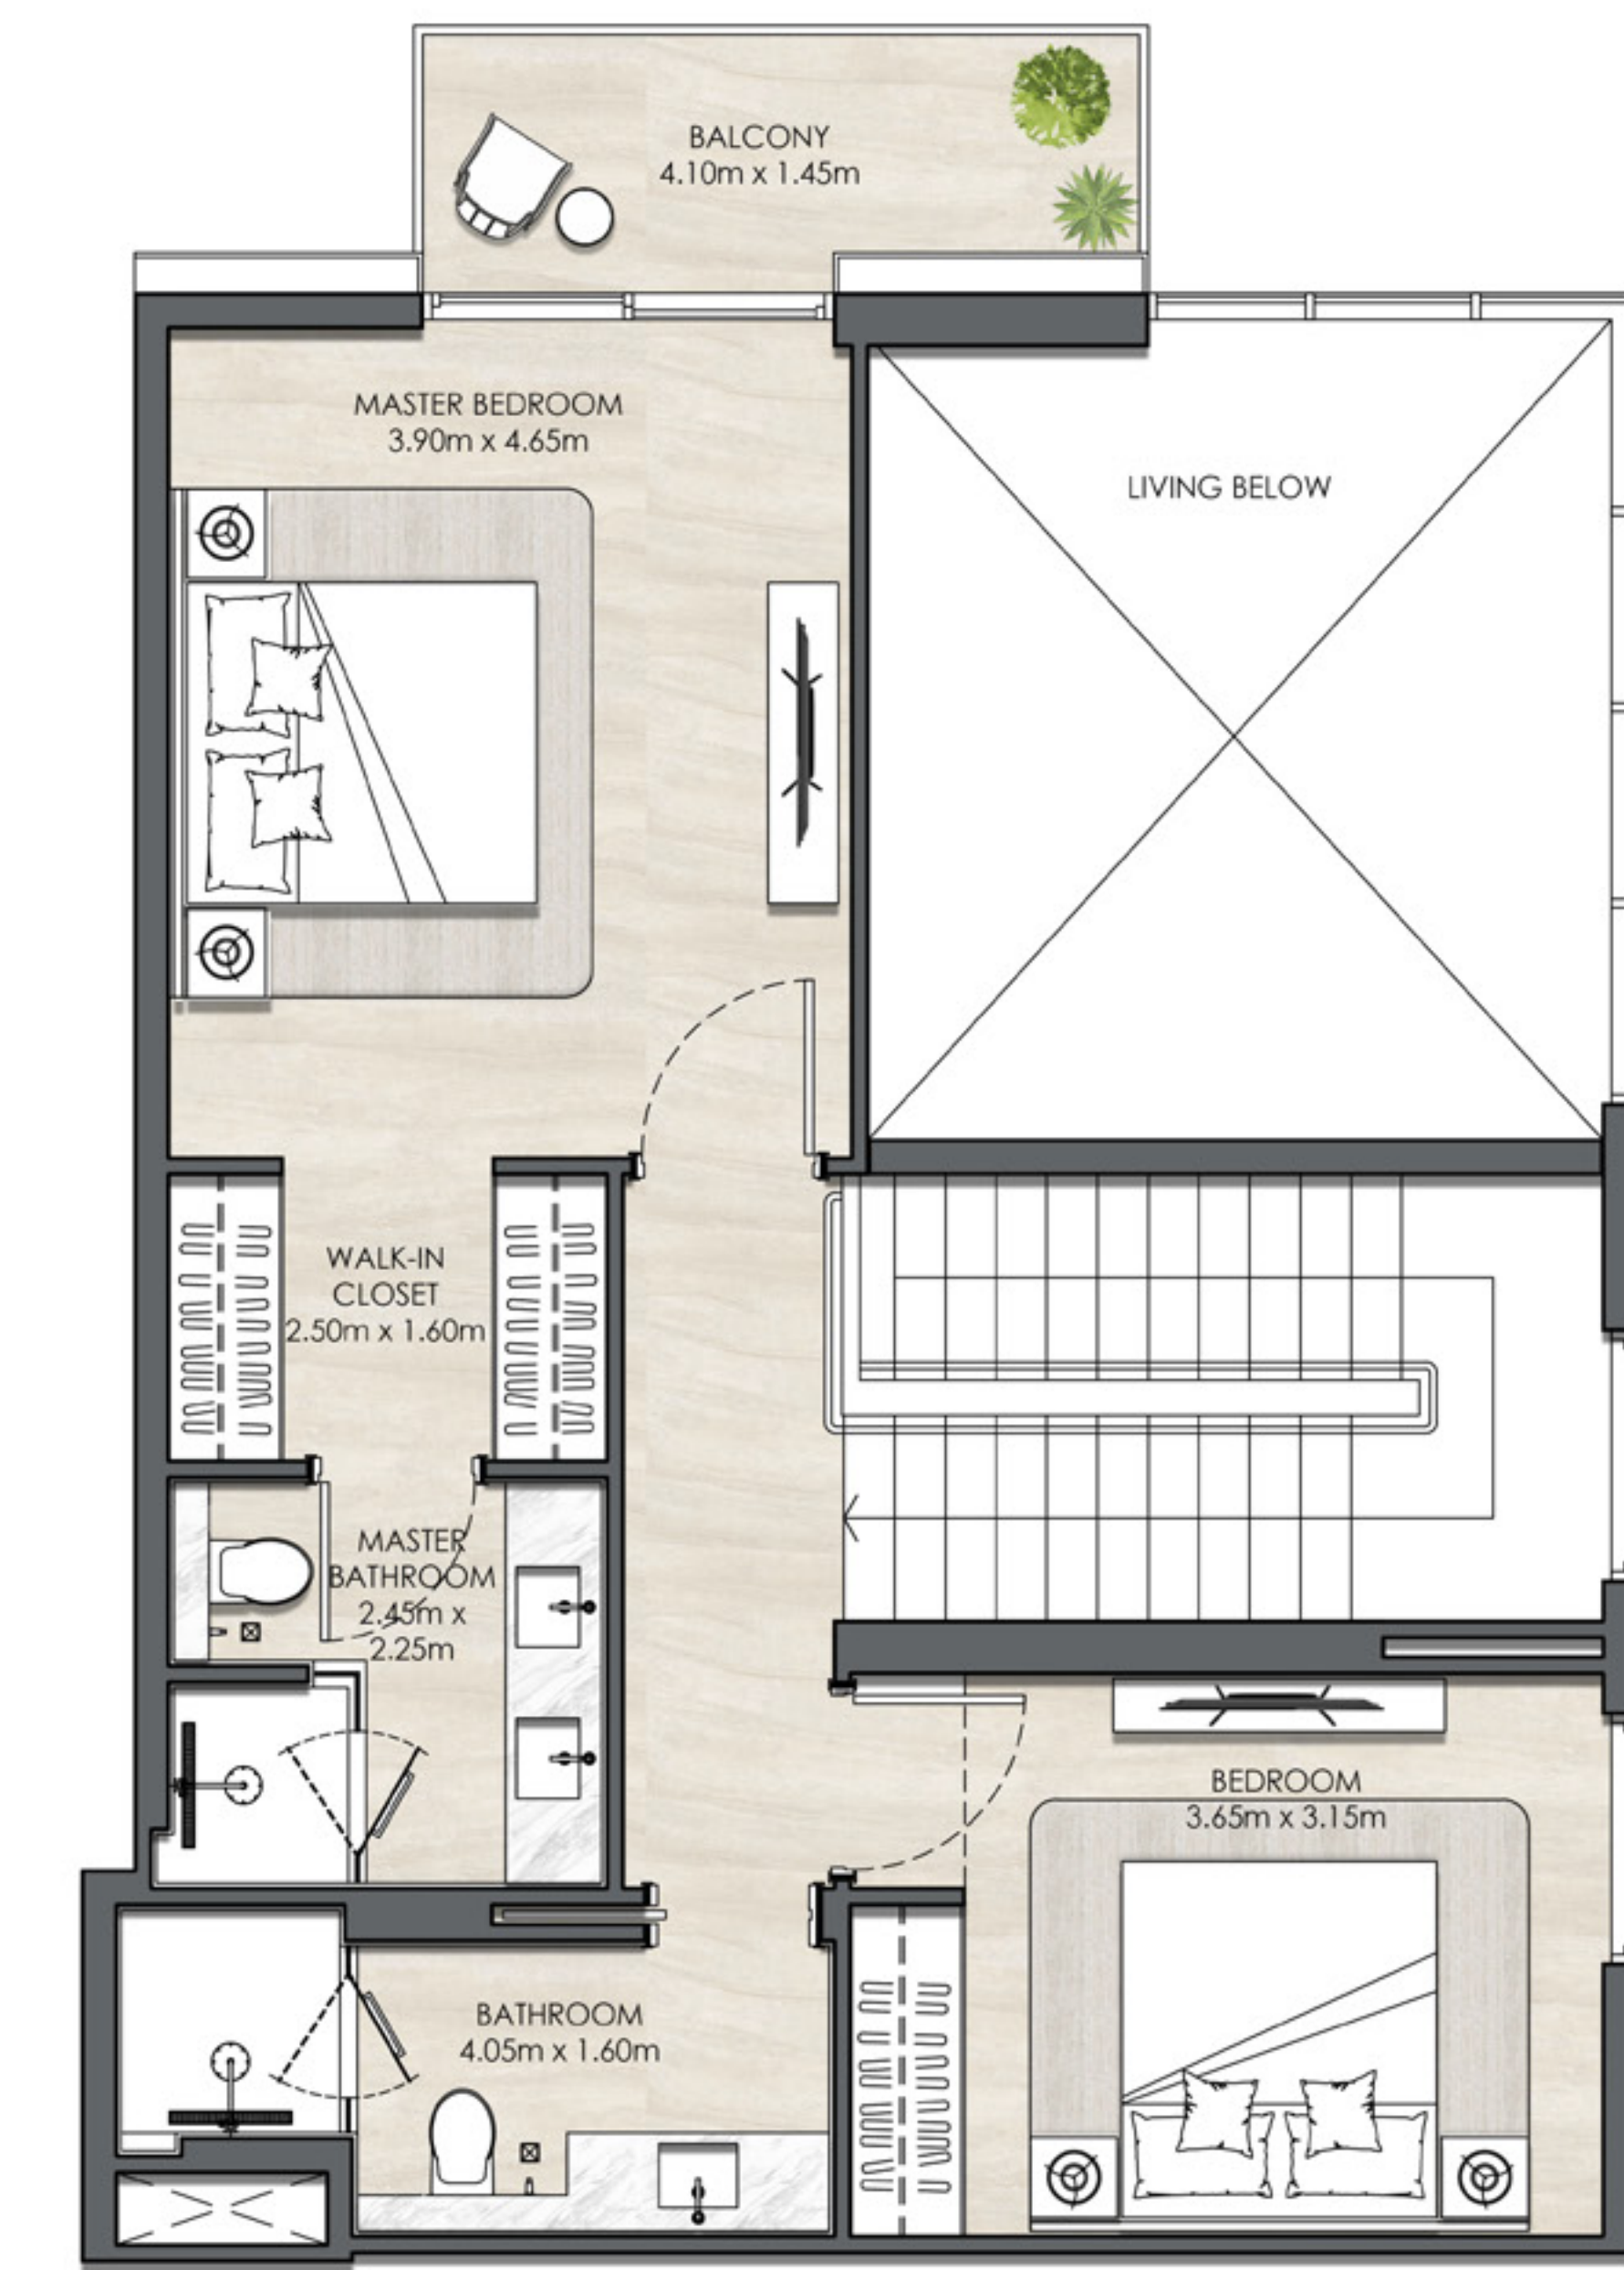 BALCONY
4.10m x 1.45m
MASTER BEDROOM
3.90m x 4.65m
LIVING BELOW
WALK-IN
CLOSET
2.50m x 1.60m
MASTER
BATHROOM
2.45m x
2.25m
BEDROOM
3.65m x 3.15m
BATHROOM
4.05m x 1.60m